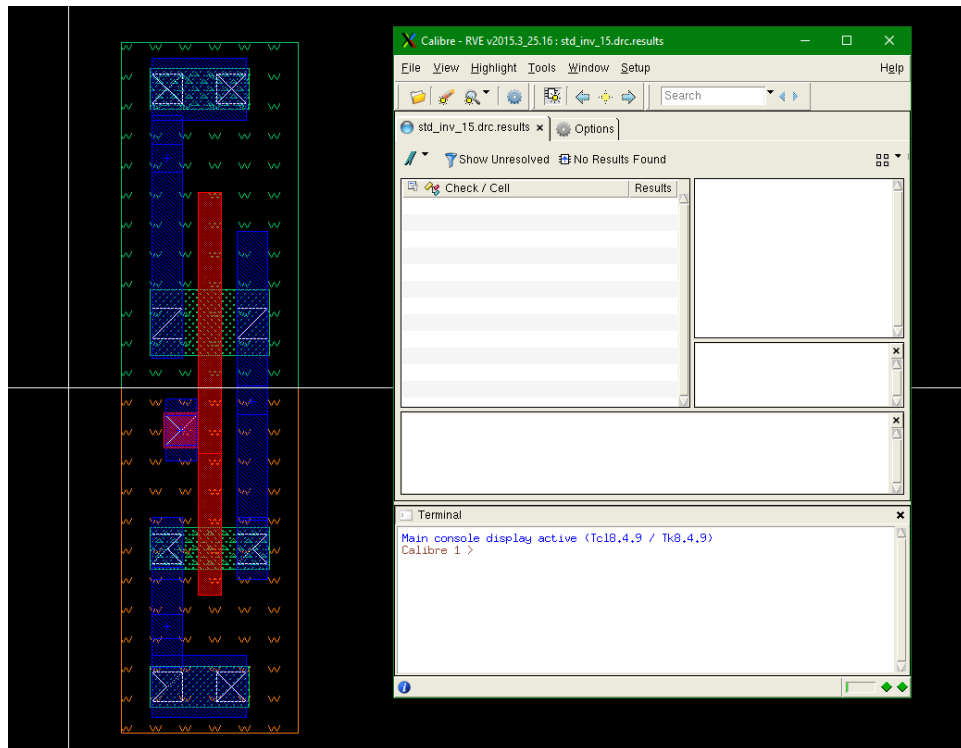 Calibre - RVE v2015.3_25.16 : std_inv_15.drc.results
File View Highlight Tools Window Setup Help
Search
std_inv_15.drc.results Options
Show Unresolved No Results Found
Check / Cell Results
Terminal
Main console display active (Tcl8.4.9 / Tk8.4.9)
Calibre 1 >